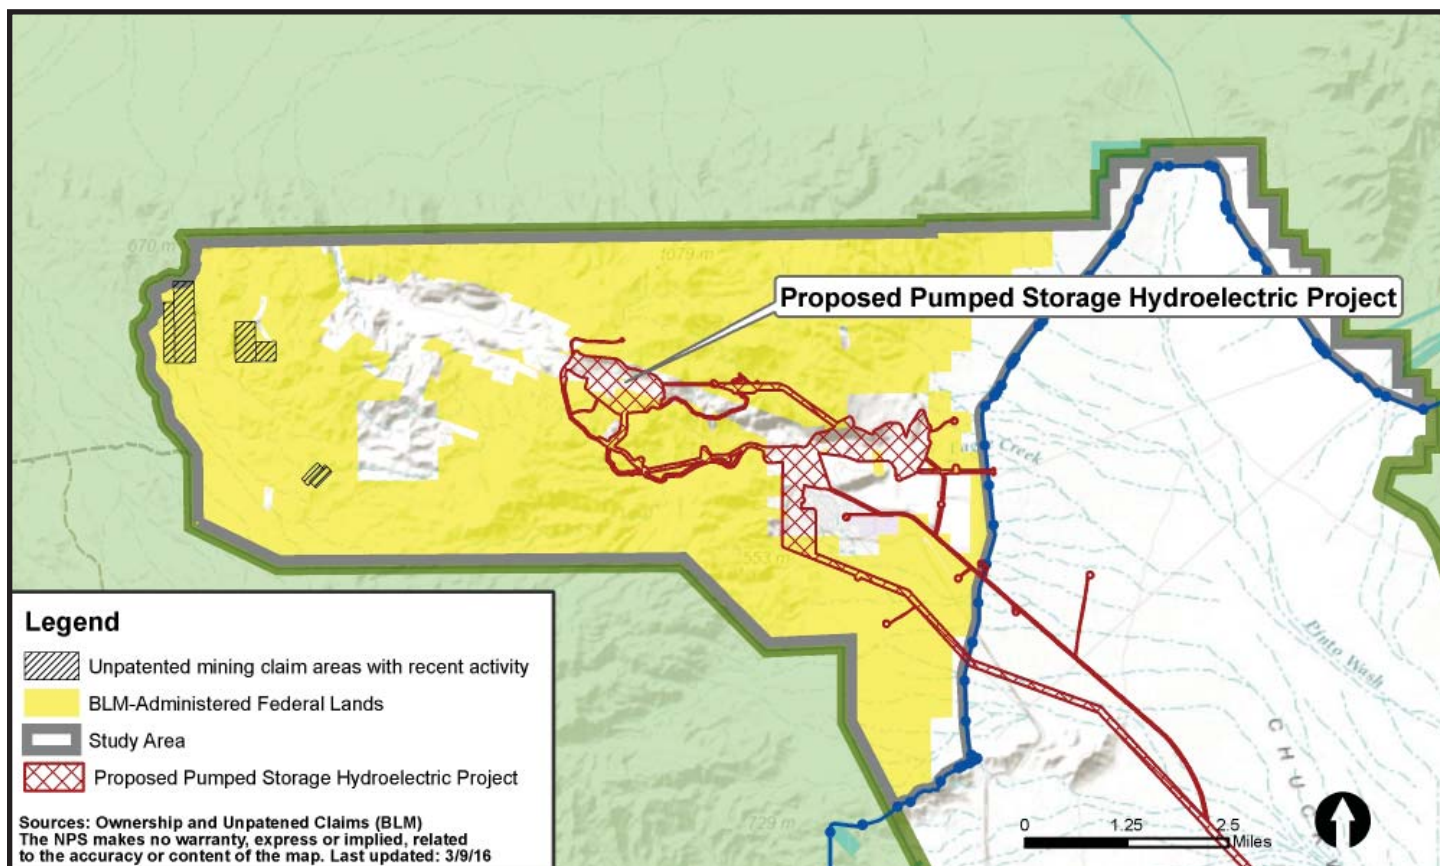 670 m
1079 m
Proposed Pumped Storage Hydroelectric Project
Eagle Creek
553 m
Pinto Wash
Legend
Unpatented mining claim areas with recent activity
BLM-Administered Federal Lands
Study Area
Proposed Pumped Storage Hydroelectric Project
Sources: Ownership and Unpatened Claims (BLM)
The NPS makes no warranty, express or implied, related
to the accuracy or content of the map. Last updated: 3/9/16
729 m
0 1.25 2.5
Miles